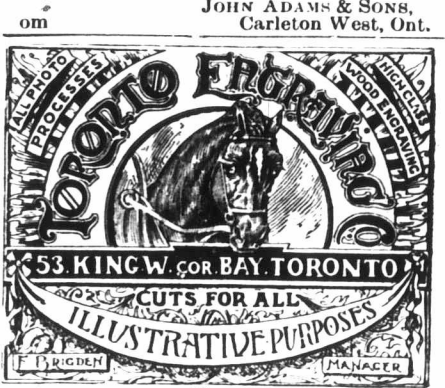 John Adams & Sons,
om Carleton West, Ont.
ALL PHOTO
PROCESSES
TORONTO ENGRAVING Co
HIGH CLASS
WOOD ENGRAVING
53. KING W. COR. BAY. TORONTO
CUTS FOR ALL
ILLUSTRATIVE PURPOSES
F BRIGDEN
MANAGER